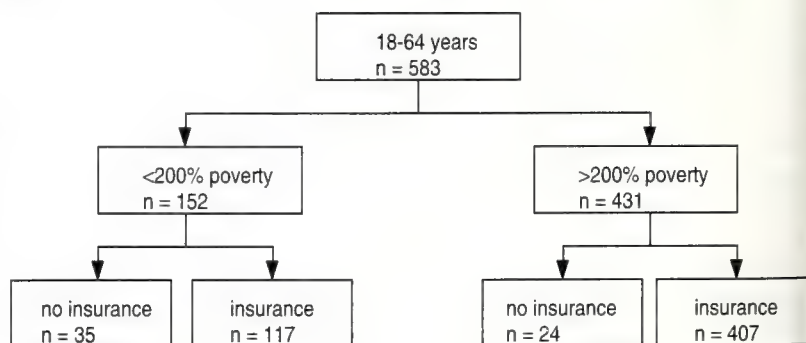 18-64 years
n = 583
<200% poverty
n = 152
>200% poverty
n = 431
no insurance
n = 35
insurance
n = 117
no insurance
n = 24
insurance
n = 407